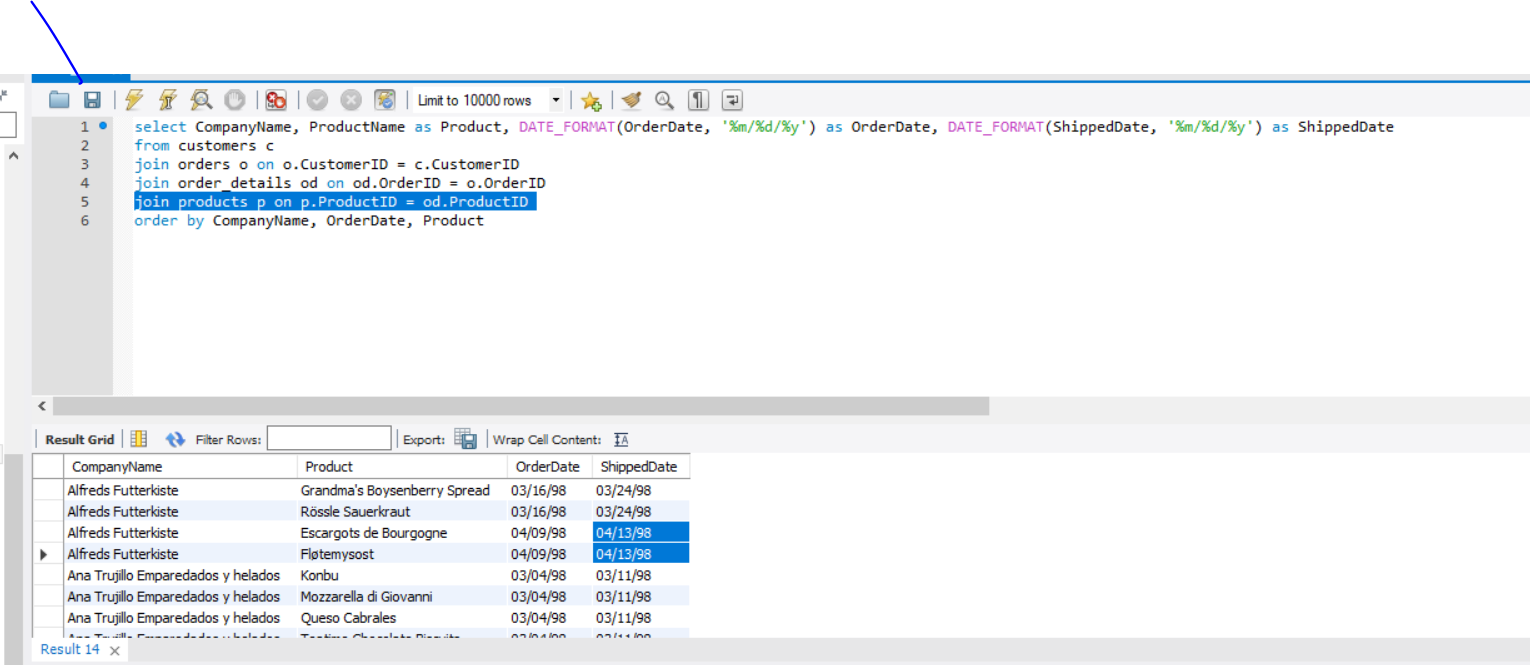 Limit to 10000 rows
1 select CompanyName, ProductName as Product, DATE_FORMAT(OrderDate, '%m/%d/%y') as OrderDate, DATE_FORMAT(ShippedDate, '%m/%d/%y') as ShippedDate
2 from customers c
3 join orders o on o.CustomerID = c.CustomerID
4 join order_details od on od.OrderID = o.OrderID
5 join products p on p.ProductID = od.ProductID
6 order by CompanyName, OrderDate, Product
Result Grid Filter Rows: Export: Wrap Cell Content: IA
CompanyName Product OrderDate ShippedDate
Alfreds Futterkiste Grandma's Boysenberry Spread 03/16/98 03/24/98
Alfreds Futterkiste Rössle Sauerkraut 03/16/98 03/24/98
Alfreds Futterkiste Escargots de Bourgogne 04/09/98 04/13/98
Alfreds Futterkiste Fløtemysost 04/09/98 04/13/98
Ana Trujillo Emparedados y helados Konbu 03/04/98 03/11/98
Ana Trujillo Emparedados y helados Mozzarella di Giovanni 03/04/98 03/11/98
Ana Trujillo Emparedados y helados Queso Cabrales 03/04/98 03/11/98
Result 14